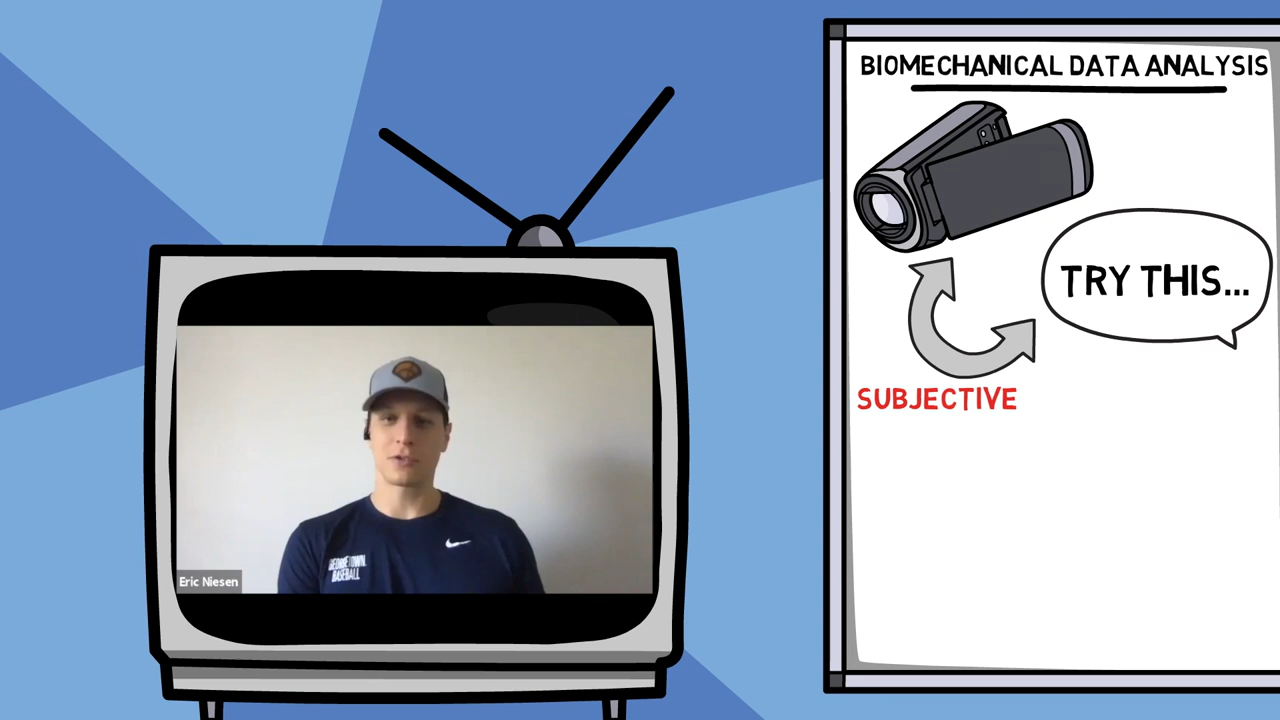 BIOMECHANICAL DATA ANALYSIS
TRY THIS...
SUBJECTIVE
GEORGETOWN.
BASEBALL
Eric Niesen